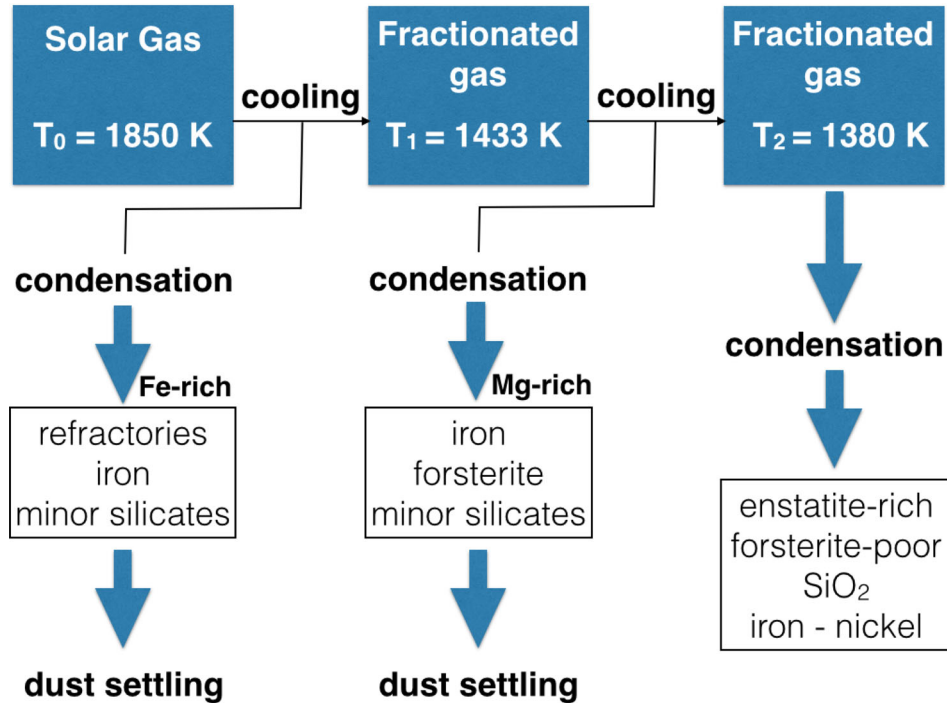 Solar Gas
T₀ = 1850 K
cooling
Fractionated
gas
T₁ = 1433 K
cooling
Fractionated
gas
T₂ = 1380 K
condensation
Fe-rich
refractories
iron
minor silicates
dust settling
condensation
Mg-rich
iron
forsterite
minor silicates
dust settling
condensation
enstatite-rich
forsterite-poor
SiO₂
iron - nickel